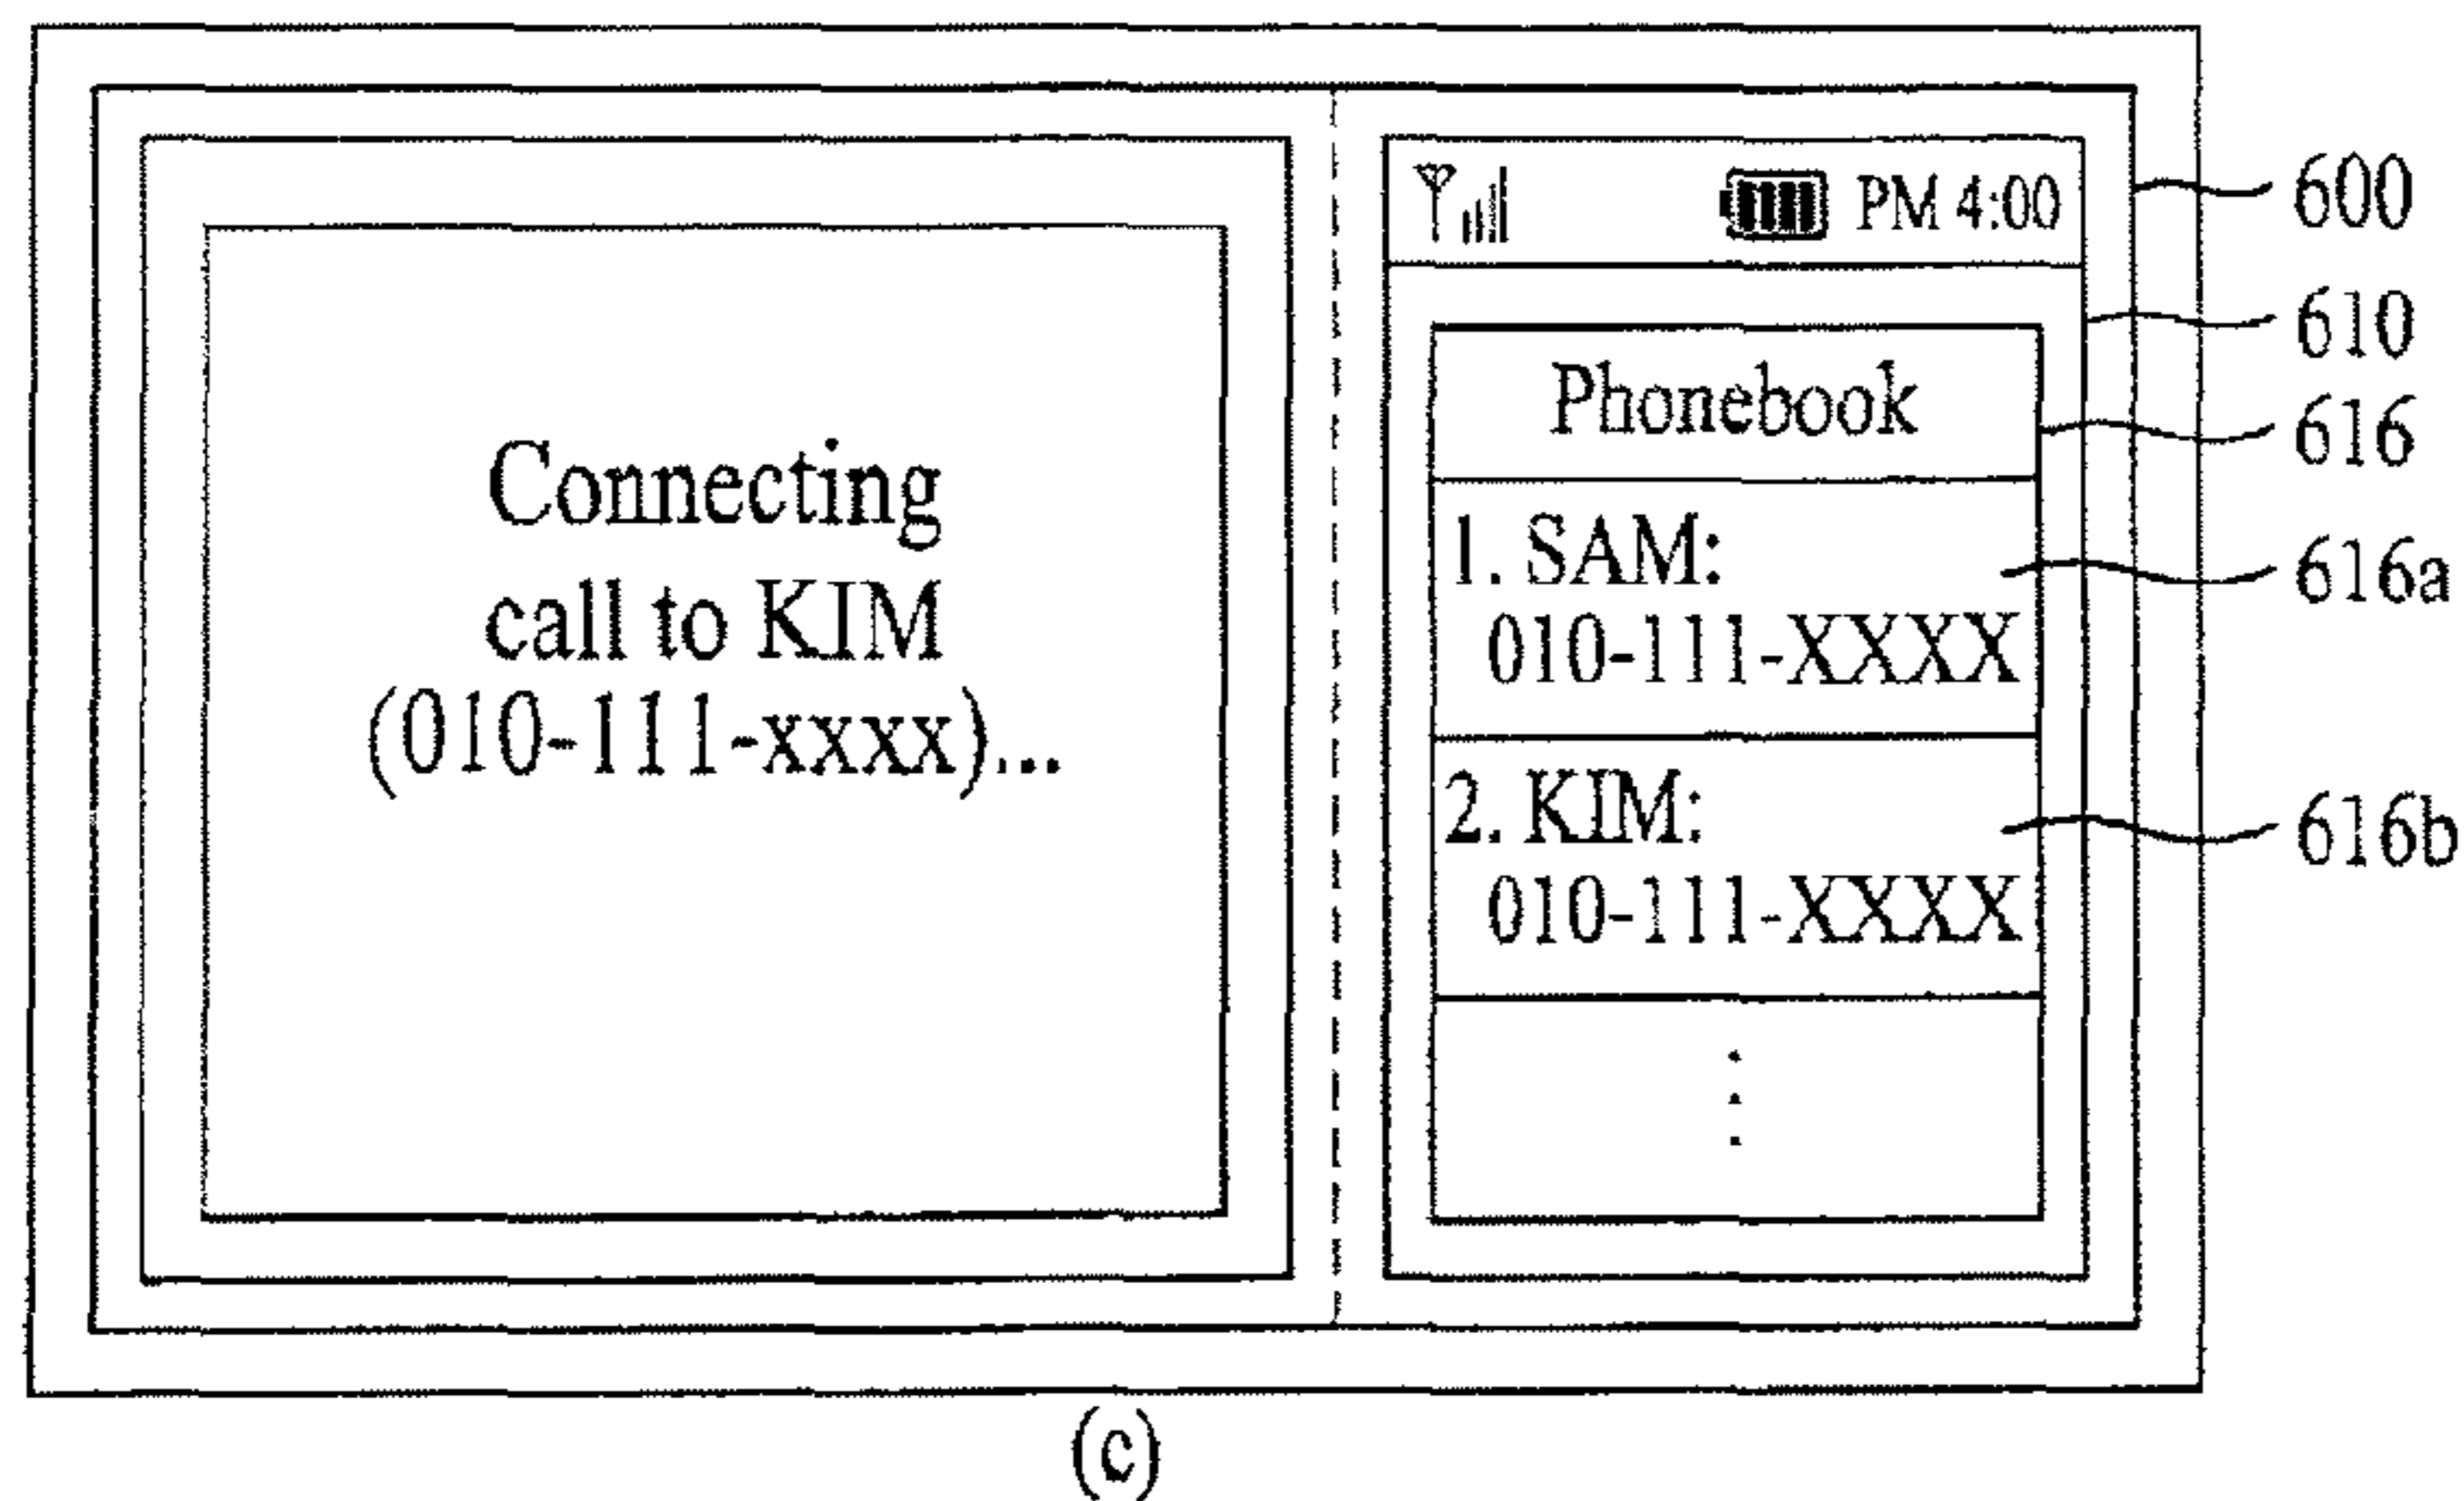 Connecting
call to KIM
(010-111-xxxx)...
PM 4:00
Phonebook
1. SAM:
010-111-XXXX
2. KIM:
010-111-XXXX
600
610
616
616a
616b
(c)